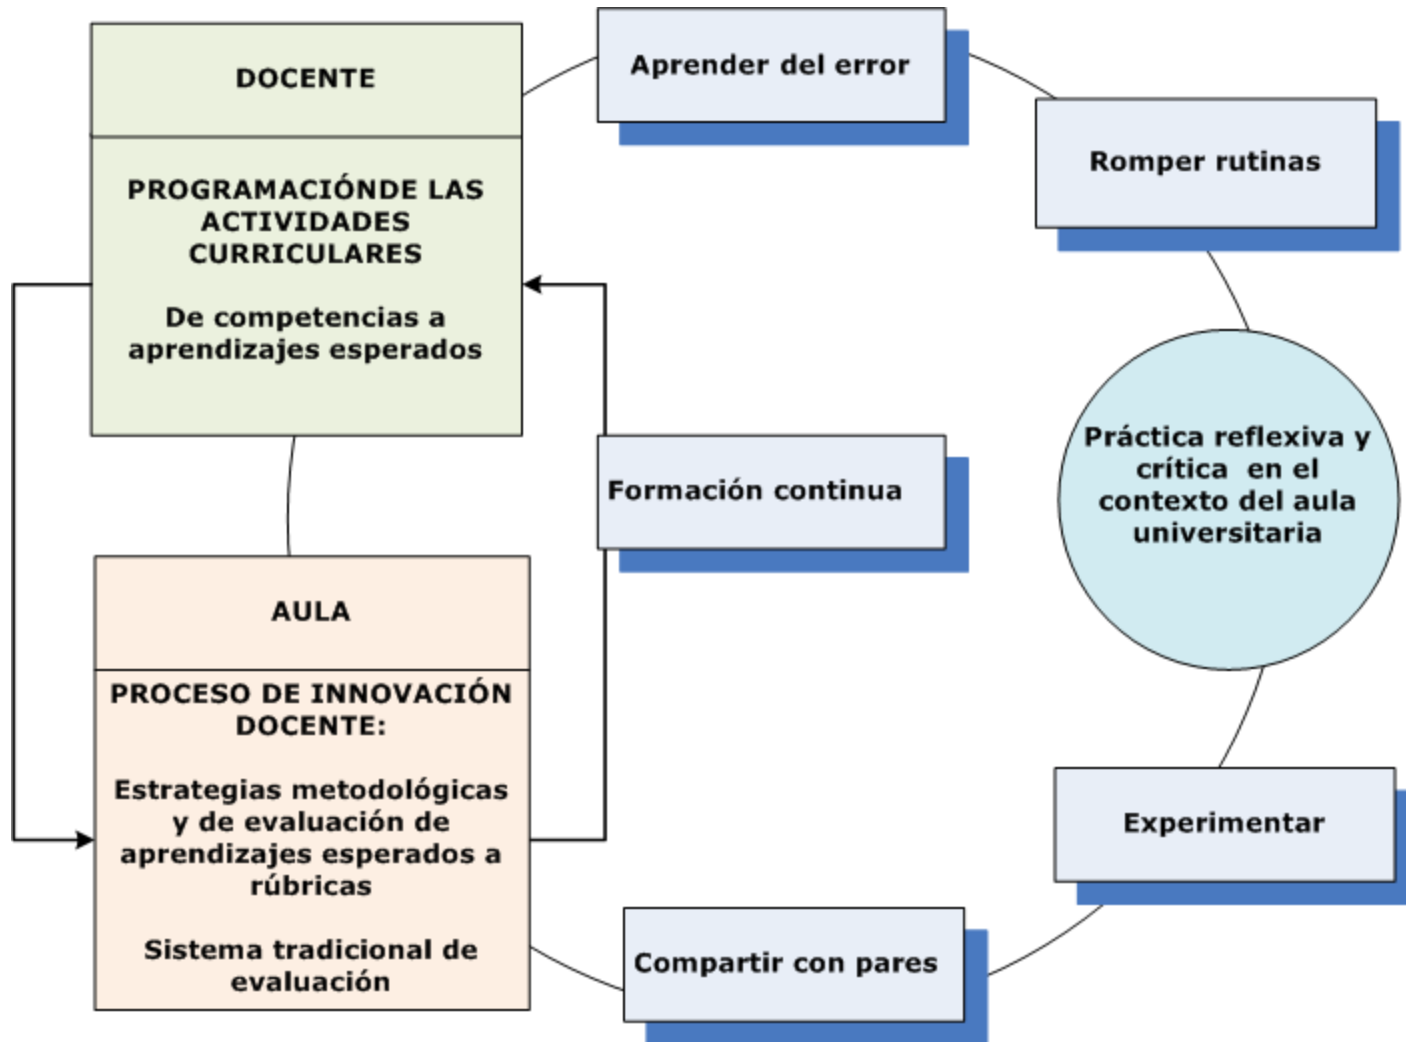 DOCENTE
PROGRAMACIÓNDE LAS
ACTIVIDADES
CURRICULARES
De competencias a
aprendizajes esperados
Aprender del error
Romper rutinas
Formación continua
Práctica reflexiva y
crítica en el
contexto del aula
universitaria
AULA
PROCESO DE INNOVACIÓN
DOCENTE:
Estrategias metodológicas
y de evaluación de
aprendizajes esperados a
rúbricas
Sistema tradicional de
evaluación
Experimentar
Compartir con pares